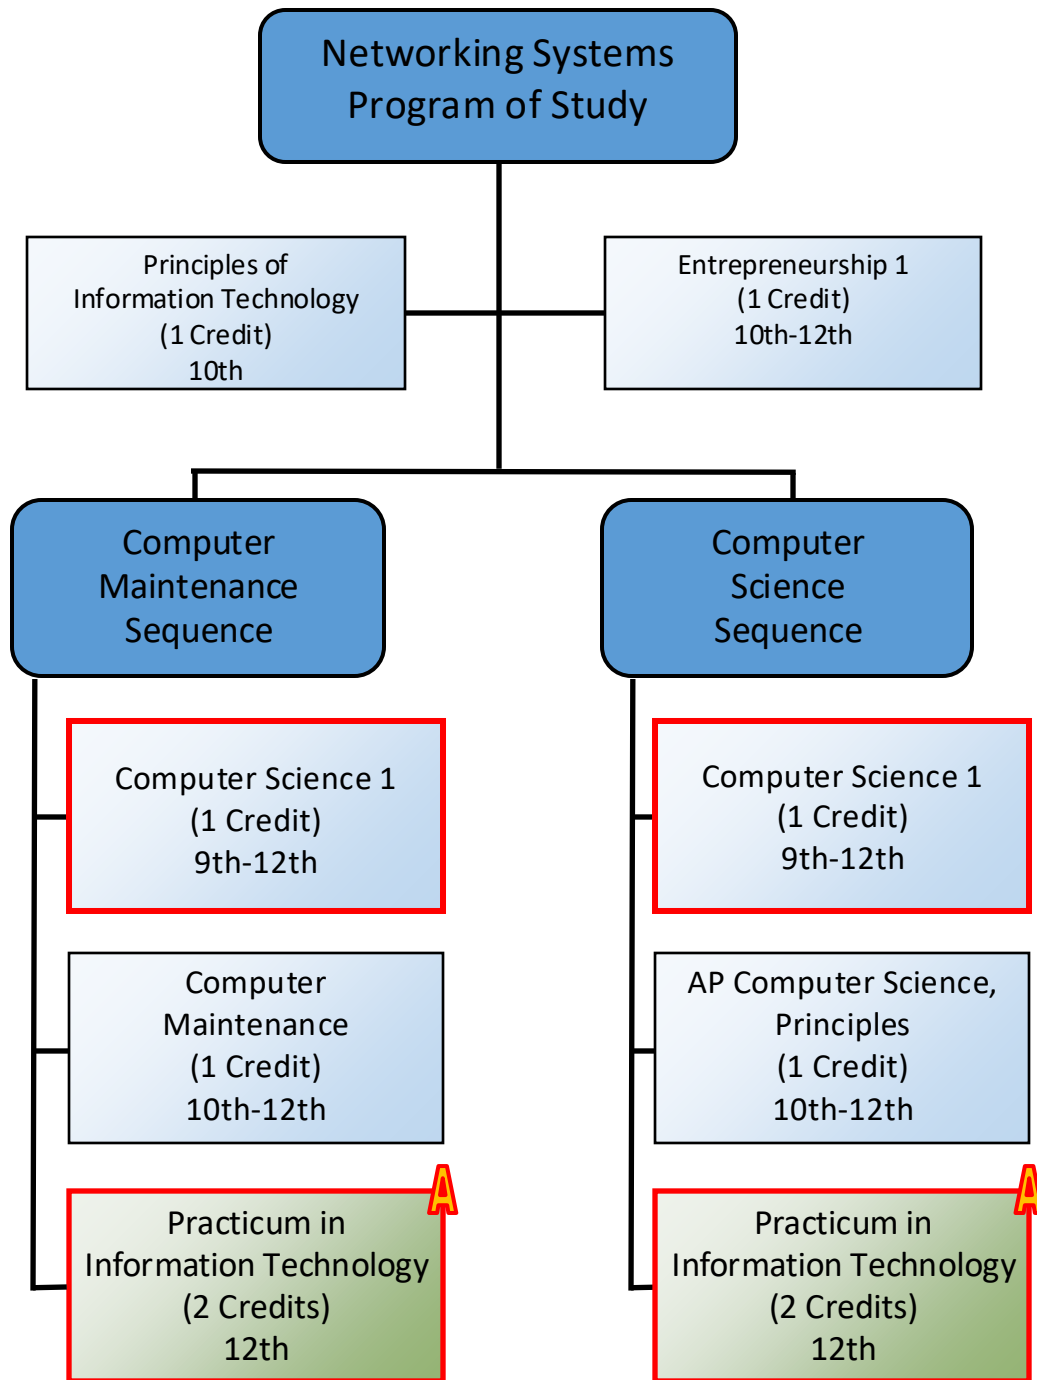 Networking Systems
Program of Study
Principles of
Information Technology
(1 Credit)
10th
Entrepreneurship 1
(1 Credit)
10th-12th
Computer
Maintenance
Sequence
Computer
Science
Sequence
Computer Science 1
(1 Credit)
9th-12th
Computer Science 1
(1 Credit)
9th-12th
Computer
Maintenance
(1 Credit)
10th-12th
AP Computer Science,
Principles
(1 Credit)
10th-12th
A
Practicum in
Information Technology
(2 Credits)
12th
A
Practicum in
Information Technology
(2 Credits)
12th